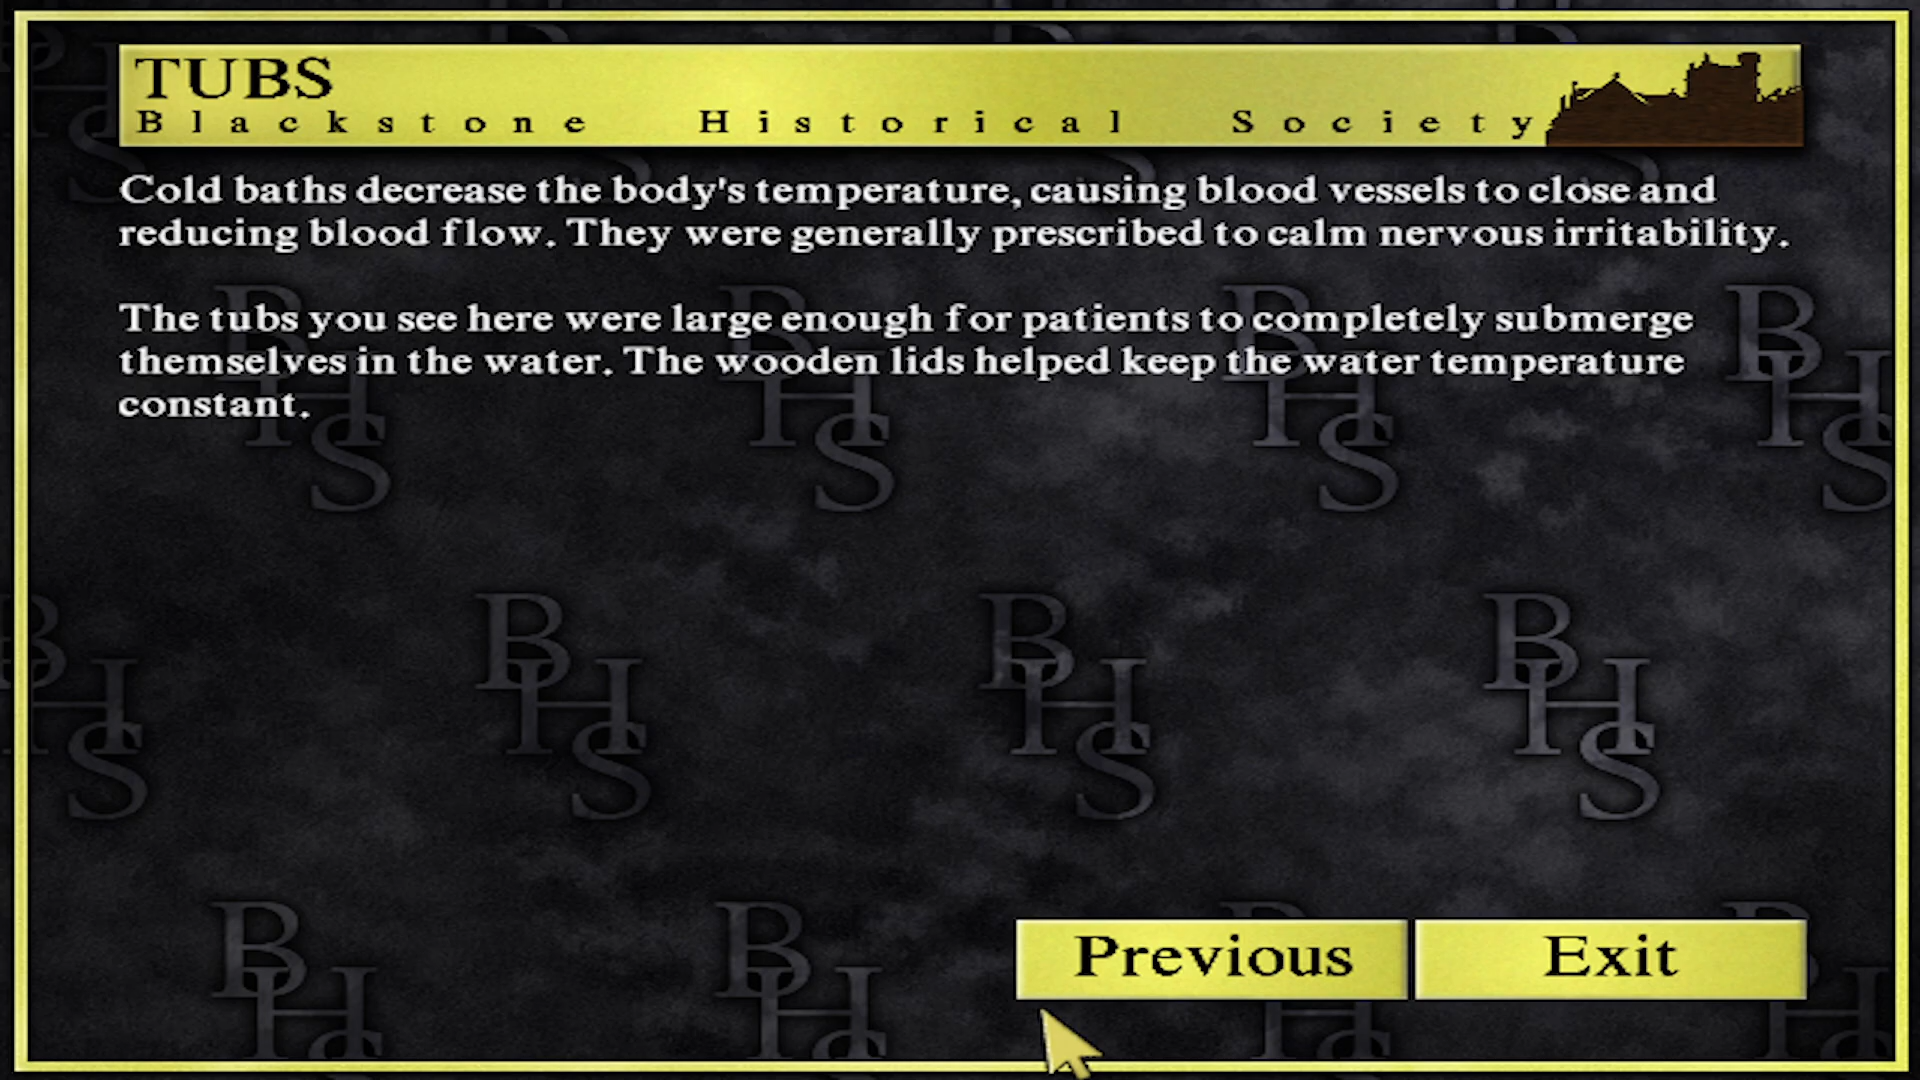 TUBS
Blackstone Historical Society
Cold baths decrease the body's temperature, causing blood vessels to close and
reducing blood flow. They were generally prescribed to calm nervous irritability.
The tubs you see here were large enough for patients to completely submerge
themselves in the water. The wooden lids helped keep the water temperature
constant.
Previous
Exit